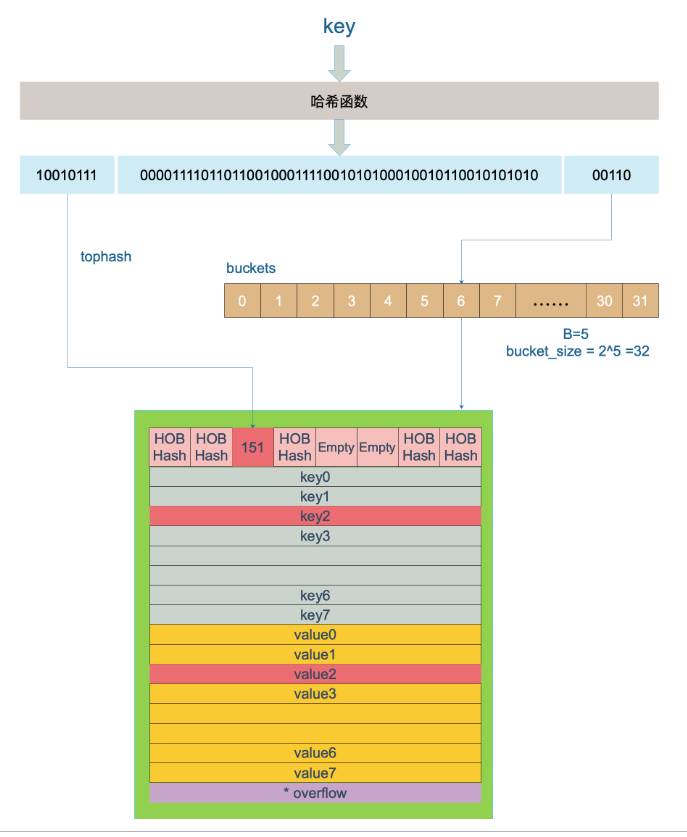 key
哈希函数
10010111
000011110110110010001111001010100010010110010101010
00110
tophash
buckets
0 1 2 3 4 5 6 7 …… 30 31
B=5
bucket_size = 2^5 =32
HOB Hash
HOB Hash
151
HOB Hash
Empty
Empty
HOB Hash
HOB Hash
key0
key1
key2
key3
key6
key7
value0
value1
value2
value3
value6
value7
* overflow